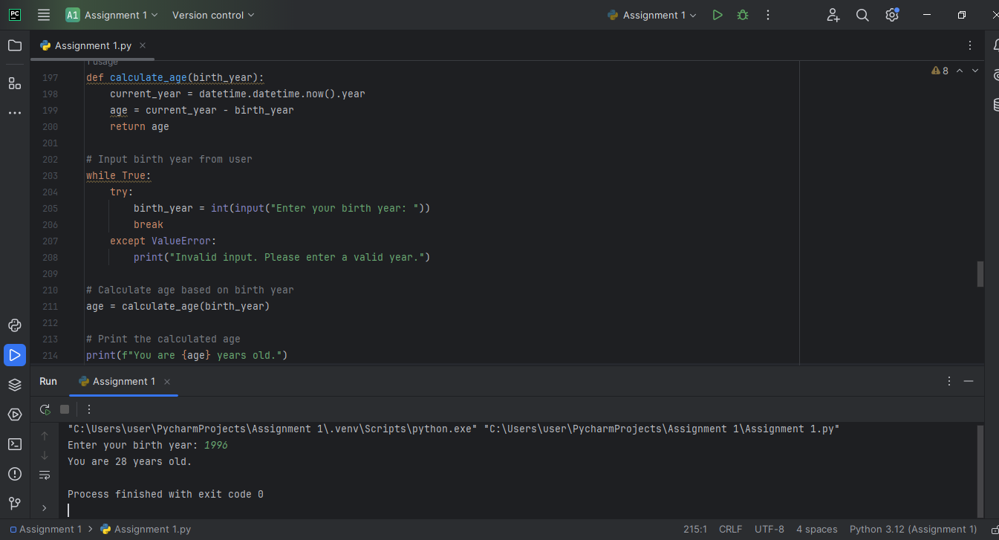 PC A1 Assignment 1 Version control Assignment 1
Assignment 1.py
1 usage
197 def calculate_age(birth_year):
198 current_year = datetime.datetime.now().year
199 age = current_year - birth_year
200 return age
201
202 # Input birth year from user
203 while True:
204 try:
205 birth_year = int(input("Enter your birth year: "))
206 break
207 except ValueError:
208 print("Invalid input. Please enter a valid year.")
209
210 # Calculate age based on birth year
211 age = calculate_age(birth_year)
212
213 # Print the calculated age
214 print(f"You are {age} years old.")
8
Run Assignment 1
"C:\Users\user\PycharmProjects\Assignment 1\.venv\Scripts\python.exe" "C:\Users\user\PycharmProjects\Assignment 1\Assignment 1.py"
Enter your birth year: 1996
You are 28 years old.
Process finished with exit code 0
Assignment 1 > Assignment 1.py 215:1 CRLF UTF-8 4 spaces Python 3.12 (Assignment 1)